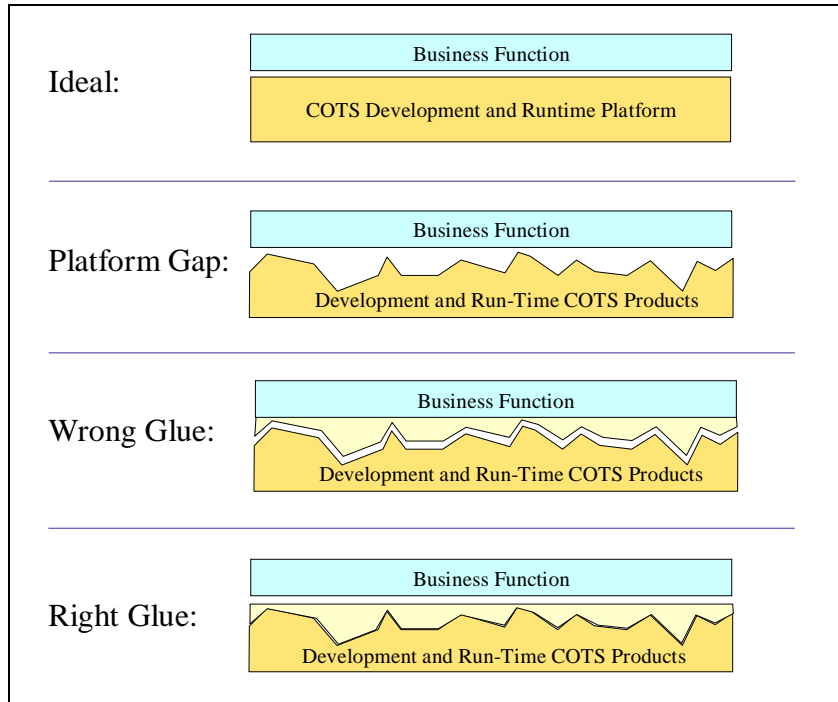 Ideal:
Business Function
COTS Development and Runtime Platform
Platform Gap:
Business Function
Development and Run-Time COTS Products
Wrong Glue:
Business Function
Development and Run-Time COTS Products
Right Glue:
Business Function
Development and Run-Time COTS Products